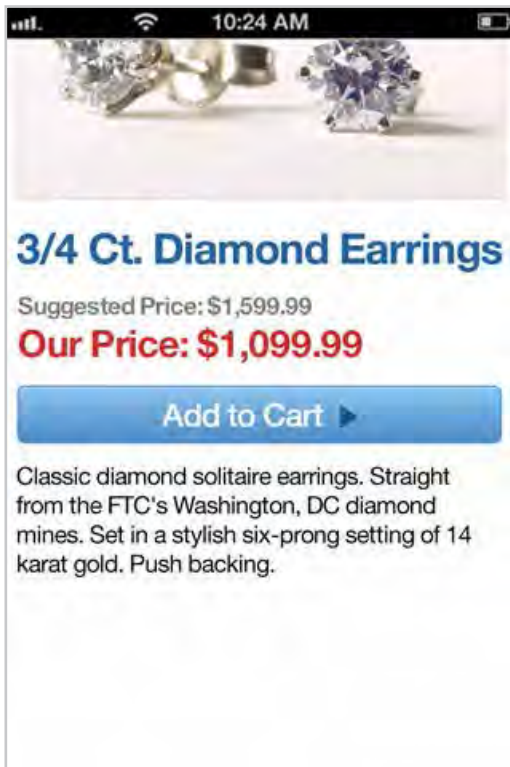 10:24 AM
3/4 Ct. Diamond Earrings
Suggested Price: $1,599.99
Our Price: $1,099.99
Add to Cart
Classic diamond solitaire earrings. Straight
from the FTC's Washington, DC diamond
mines. Set in a stylish six-prong setting of 14
karat gold. Push backing.